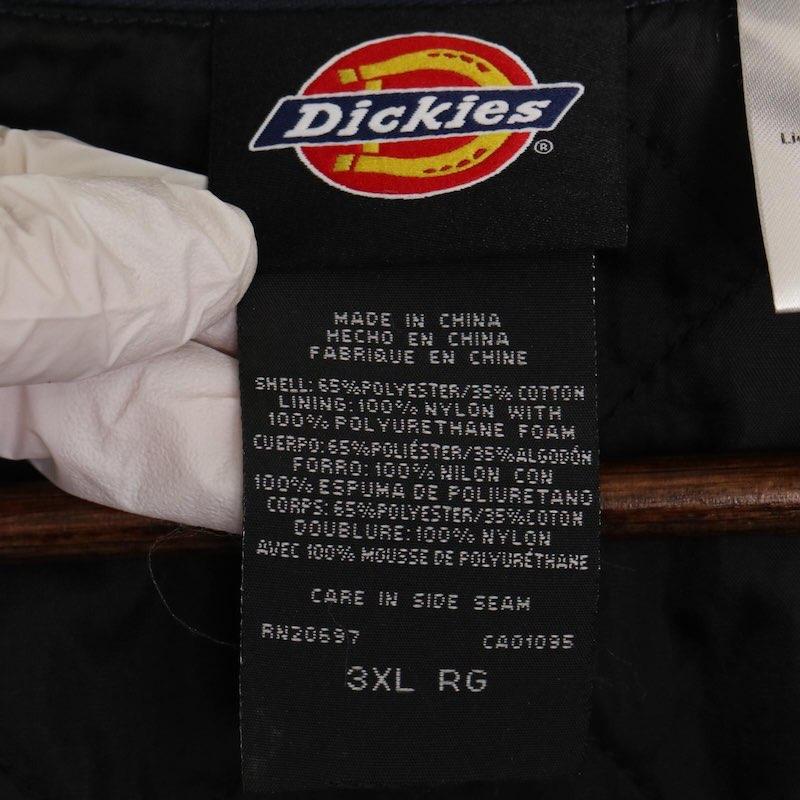 Dickies
®
MADE IN CHINA
HECHO EN CHINA
FABRIQUE EN CHINE
SHELL: 65%POLYESTER/35% COTTON
LINING: 100% NYLON WITH
100% POLYURETHANE FOAM
CUERPO: 65%POLIÉSTER/35%ALGODÓN
FORRO: 100% NILON CON
100% ESPUMA DE POLIURETANO
CORPS: 65%POLYESTER/35%COTON
DOUBLURE: 100% NYLON
AVEC 100% MOUSSE DE POLYURÉTHANE
CARE IN SIDE SEAM
RN20697 CA01095
3XL RG